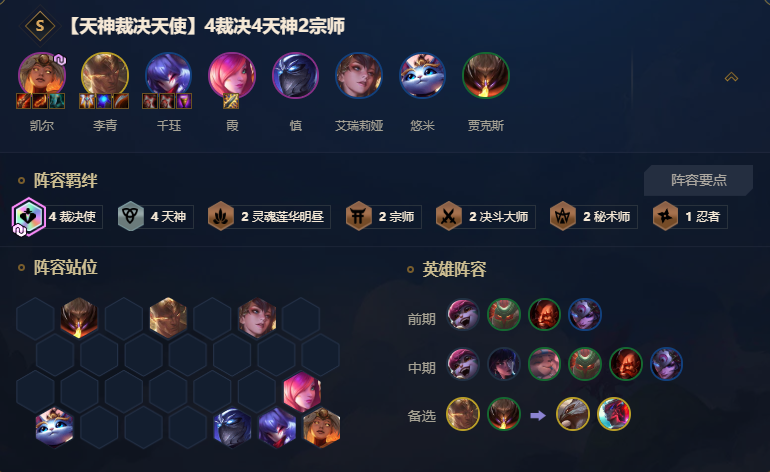 S 【天神裁决天使】4裁决4天神2宗师
凯尔 李青 千珏 霞 慎 艾瑞莉娅 悠米 贾克斯
阵容羁绊 阵容要点
4 裁决使 4 天神 2 灵魂莲华明昼 2 宗师 2 决斗大师 2 秘术师 1 忍者
阵容站位 英雄阵容
前期
中期
备选